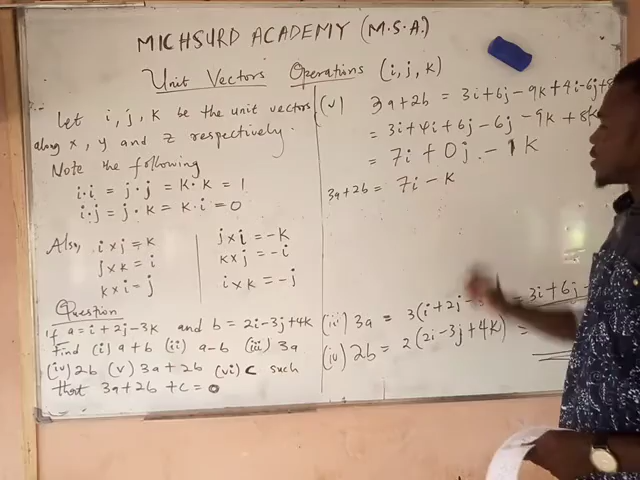 MICHSURD ACADEMY (M.S.A.)
Unit Vectors Operations (i, j, k)
Let i, j, k be the unit vectors
along x, y and z respectively.
Note the following
i·i = j·j = k·k = 1
i·j = j·k = k·i = 0
Also, i×j = k
j×k = i
k×i = j
j×i = -k
k×j = -i
i×k = -j
Question
If a = i+2j-3k and b = 2i-3j+4k
Find (i) a+b (ii) a-b (iii) 3a
(iv) 2b (v) 3a+2b (vi) c such
that 3a+2b+c=0
(v) 3a+2b = 3i+6j-9k+4i-6j+8
= 3i+4i+6j-6j-9k+8k
= 7i+0j-1k
3a+2b = 7i-k
(iii) 3a = 3(i+2j- = 3i+6j-
(iv) 2b = 2(2i-3j+4k) =